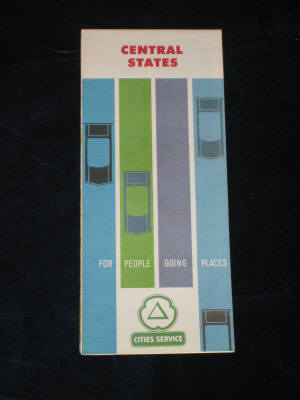 CENTRAL
STATES
FOR PEOPLE GOING PLACES
CITIES SERVICE